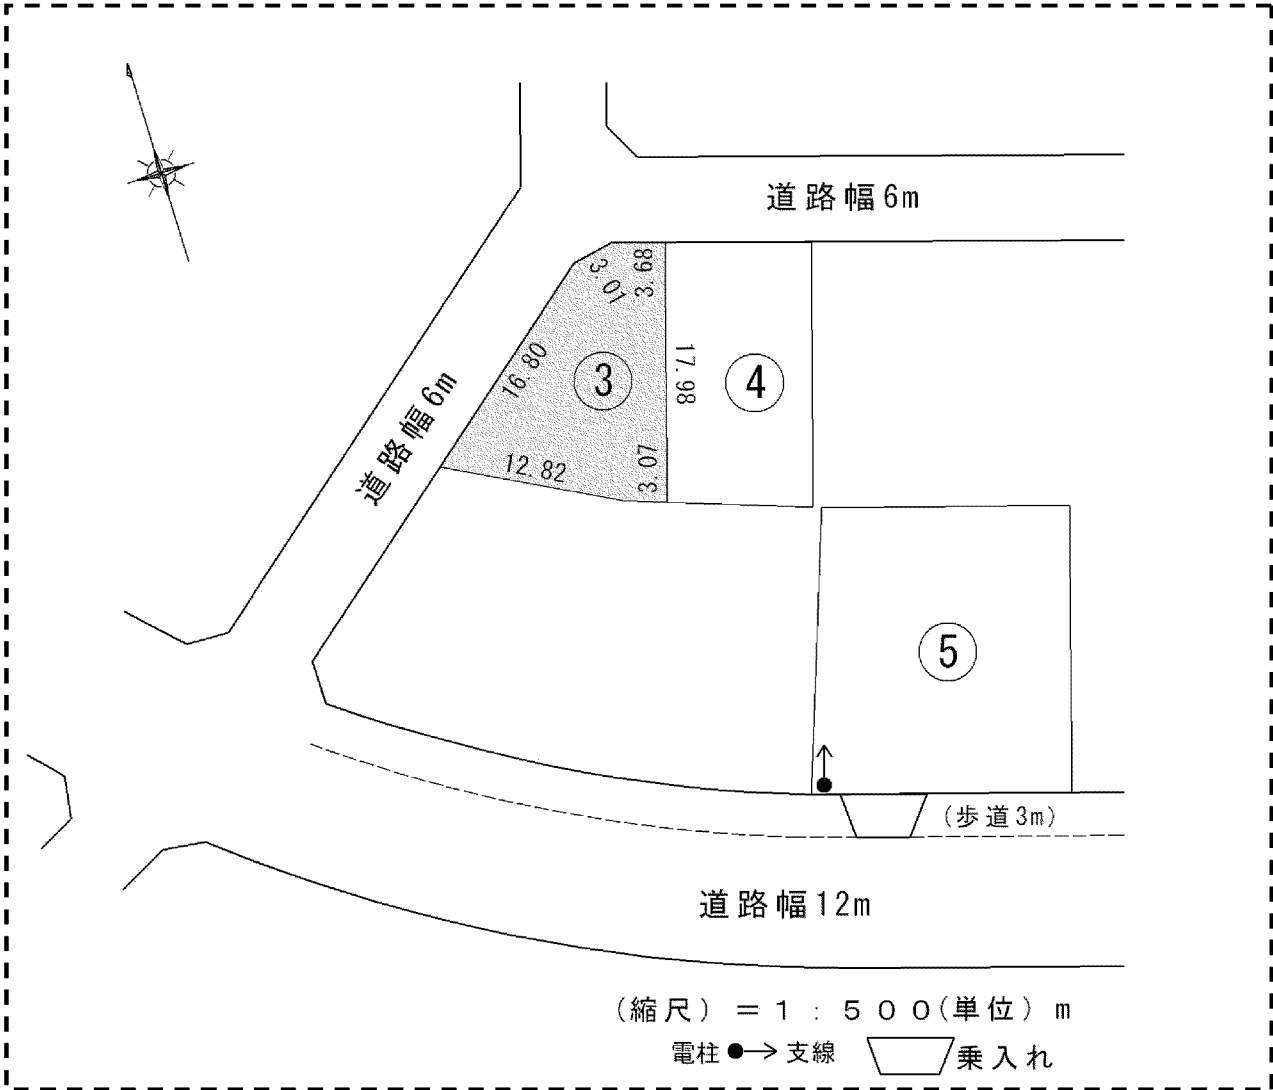 道路幅6m
3.68
3.01
16.80
③
17.98
④
道路幅6m
12.82
3.07
⑤
(歩道3m)
道路幅12m
(縮尺)=1:500(単位)m
電柱 支線 乗入れ